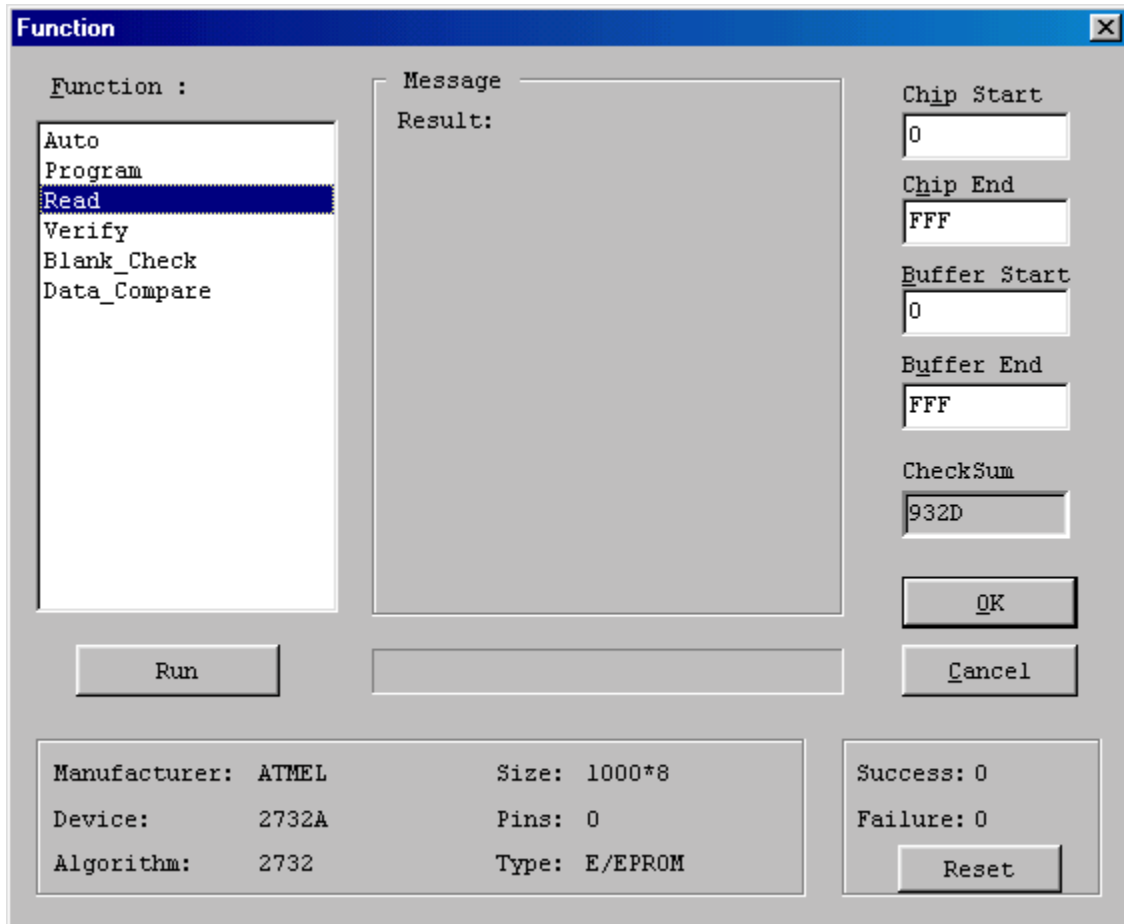 Function
Function :
Auto
Program
Read
Verify
Blank_Check
Data_Compare
Run
Message
Result:
Chip Start
0
Chip End
FFF
Buffer Start
0
Buffer End
FFF
CheckSum
932D
OK
Cancel
Manufacturer: ATMEL Size: 1000*8
Device: 2732A Pins: 0
Algorithm: 2732 Type: E/EPROM
Success: 0
Failure: 0
Reset